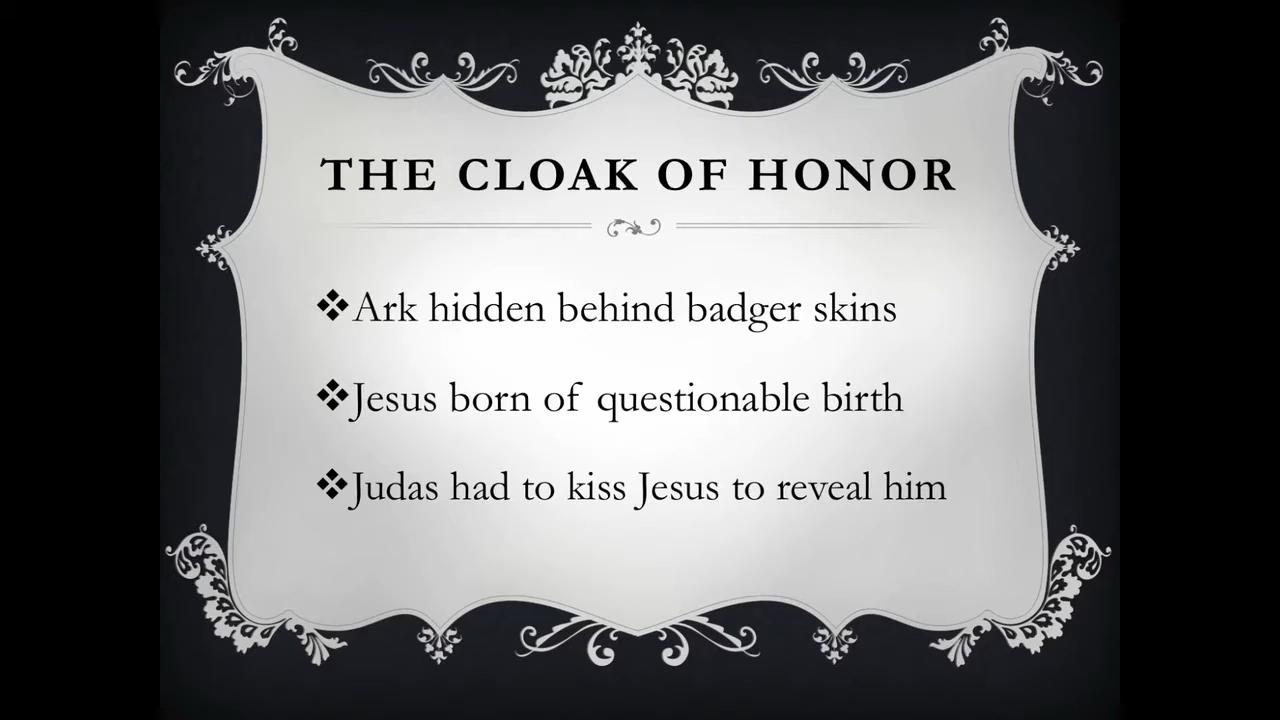 THE CLOAK OF HONOR
❖Ark hidden behind badger skins
❖Jesus born of questionable birth
❖Judas had to kiss Jesus to reveal him